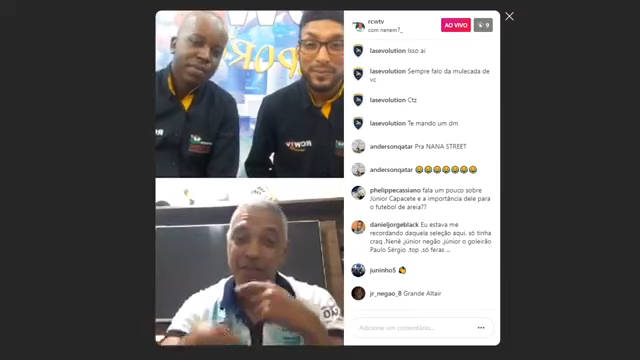 rcwtv
com nenem?_
AO VIVO
9
lasevolution Isso ai
lasevolution Sempre falo da mulecada de
vc
lasevolution Ctz
lasevolution Te mando um dm
andersonqatar Pra NANA STREET
andersonqatar 🤣🤣🤣🤣🤣🤣🤣
phelippecassiano fala um pouco sobre
Júnior Capacete e a importância dele para
o futebol de areia??
danieljorgeblack Eu estava me
recordando daquela seleção aqui, só tinha
craq .Nenê ,júnior negão ,júnior o goleirão
Paulo Sérgio ,top ,só feras ...
juninho5 👏
jr_negao_8 Grande Altair
Adicione um comentário...